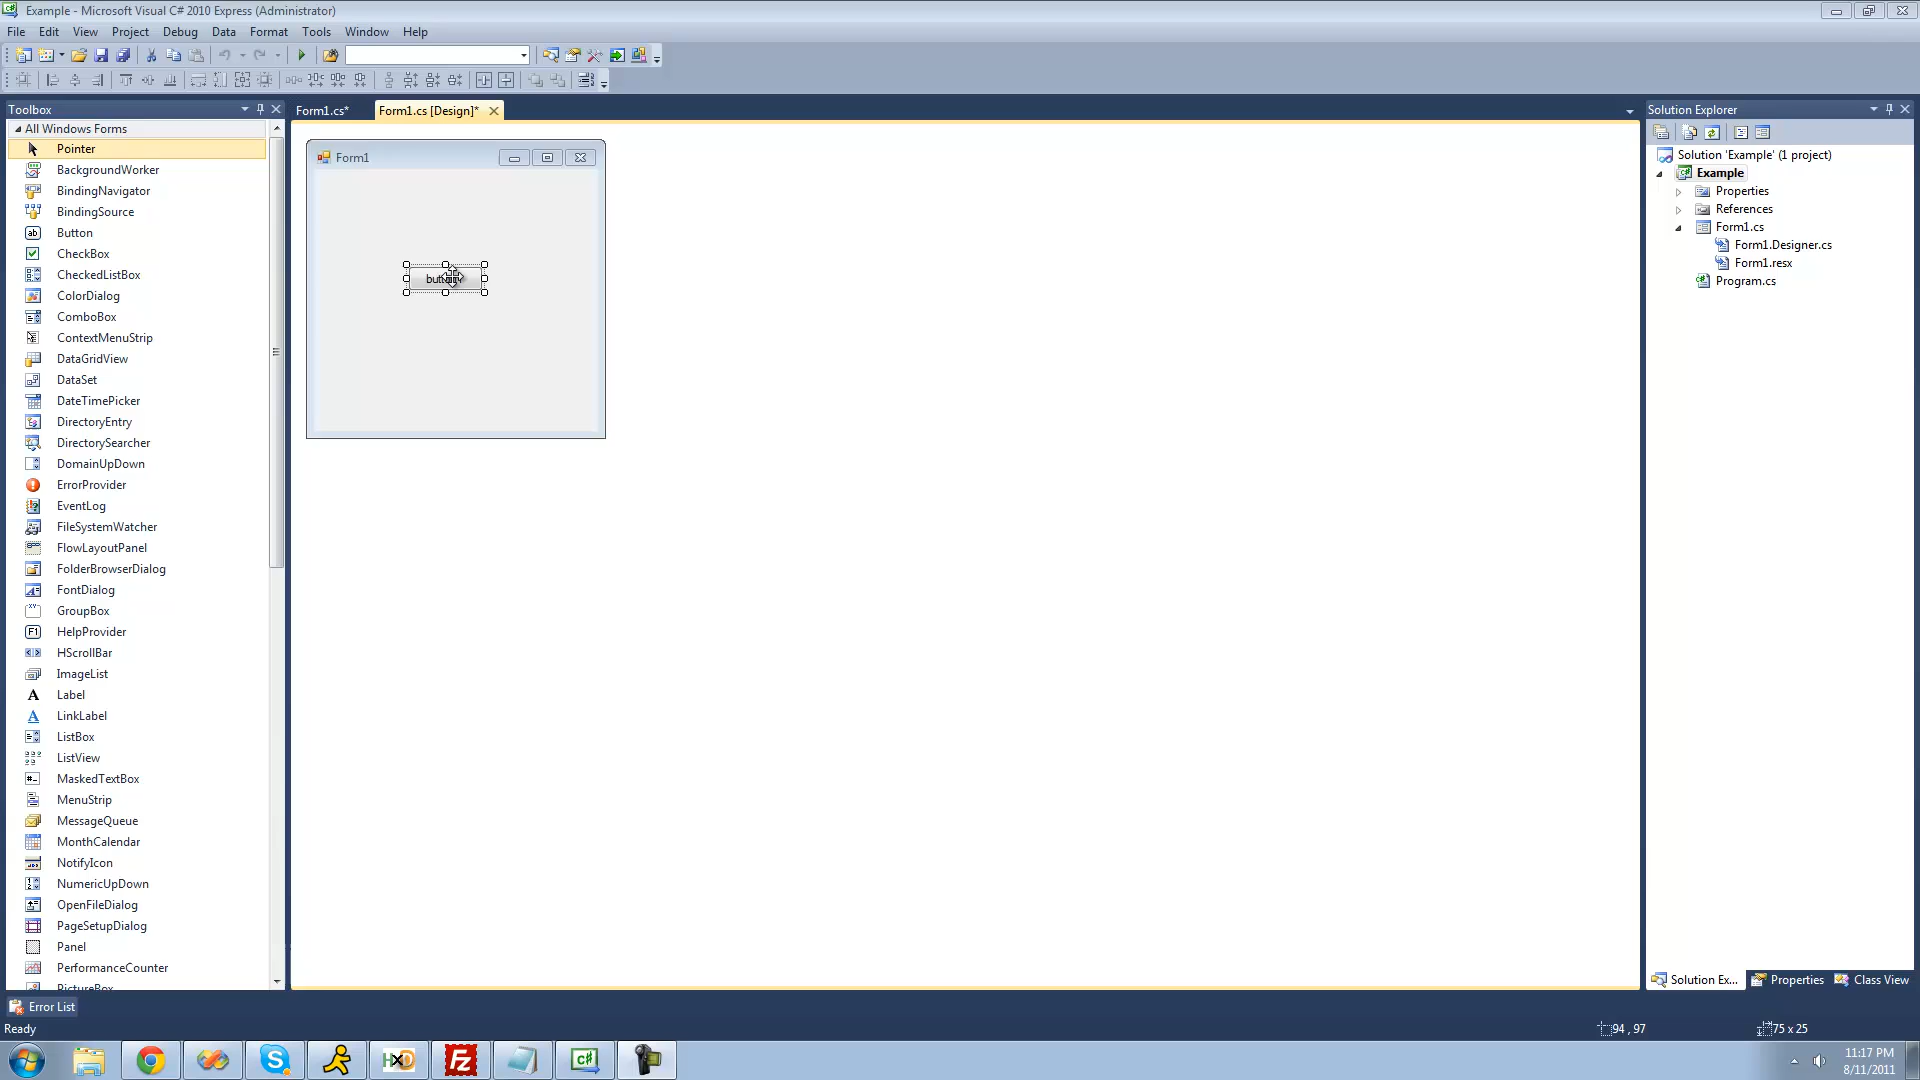 Example - Microsoft Visual C# 2010 Express (Administrator)
File Edit View Project Debug Data Format Tools Window Help
Toolbox
Form1.cs*
Form1.cs [Design]*
Solution Explorer
All Windows Forms
Pointer
BackgroundWorker
BindingNavigator
BindingSource
Button
CheckBox
CheckedListBox
ColorDialog
ComboBox
ContextMenuStrip
DataGridView
DataSet
DateTimePicker
DirectoryEntry
DirectorySearcher
DomainUpDown
ErrorProvider
EventLog
FileSystemWatcher
FlowLayoutPanel
FolderBrowserDialog
FontDialog
GroupBox
HelpProvider
HScrollBar
ImageList
Label
LinkLabel
ListBox
ListView
MaskedTextBox
MenuStrip
MessageQueue
MonthCalendar
NotifyIcon
NumericUpDown
OpenFileDialog
PageSetupDialog
Panel
PerformanceCounter
PictureBox
Form1
Solution 'Example' (1 project)
Example
Properties
References
Form1.cs
Form1.Designer.cs
Form1.resx
Program.cs
Solution Ex...
Properties
Class View
Error List
Ready
94 , 97
75 x 25
11:17 PM
8/11/2011